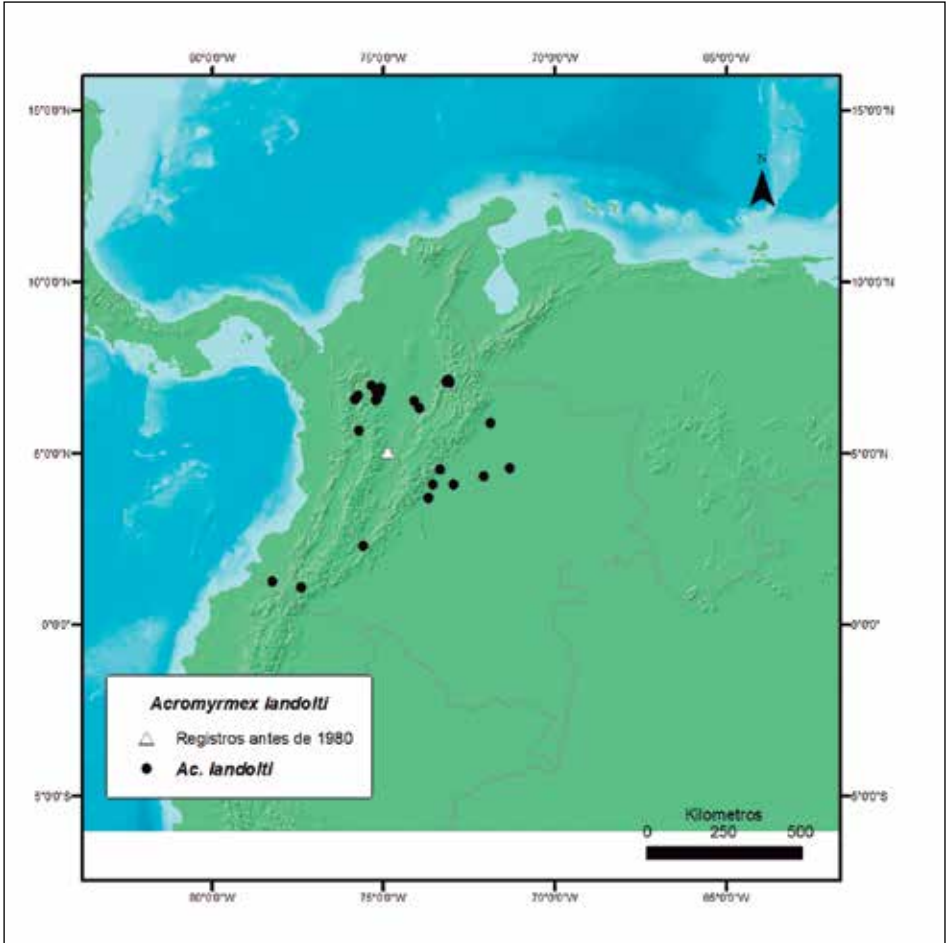 80°0'0"W 75°0'0"W 70°0'0"W 65°0'0"W
15°0'0"N 15°0'0"N
N
10°0'0"N 10°0'0"N
5°0'0"N 5°0'0"N
0°0'0" 0°0'0"
Acromyrmex landolti
Registros antes de 1980
Ac. landolti
5°0'0"S 5°0'0"S
Kilometros
0 250 500
80°0'0"W 75°0'0"W 70°0'0"W 65°0'0"W